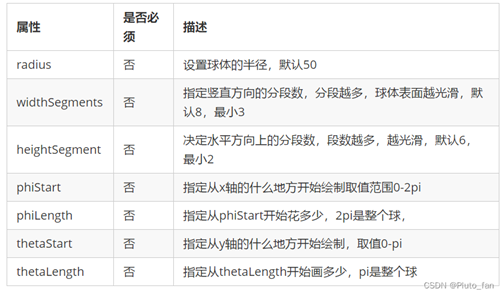 属性 是否必须 描述
radius 否 设置球体的半径，默认50
widthSegments 否 指定竖直方向的分段数，分段越多，球体表面越光滑，默认8，最小3
heightSegment 否 决定水平方向上的分段数，段数越多，越光滑，默认6，最小2
phiStart 否 指定从x轴的什么地方开始绘制取值范围0-2pi
phiLength 否 指定从phiStart开始花多少，2pi是整个球，
thetaStart 否 指定从y轴的什么地方开始绘制，取值0-pi
thetaLength 否 指定从thetaLength开始画多少，pi是整个球
CSDN @Pluto_fan